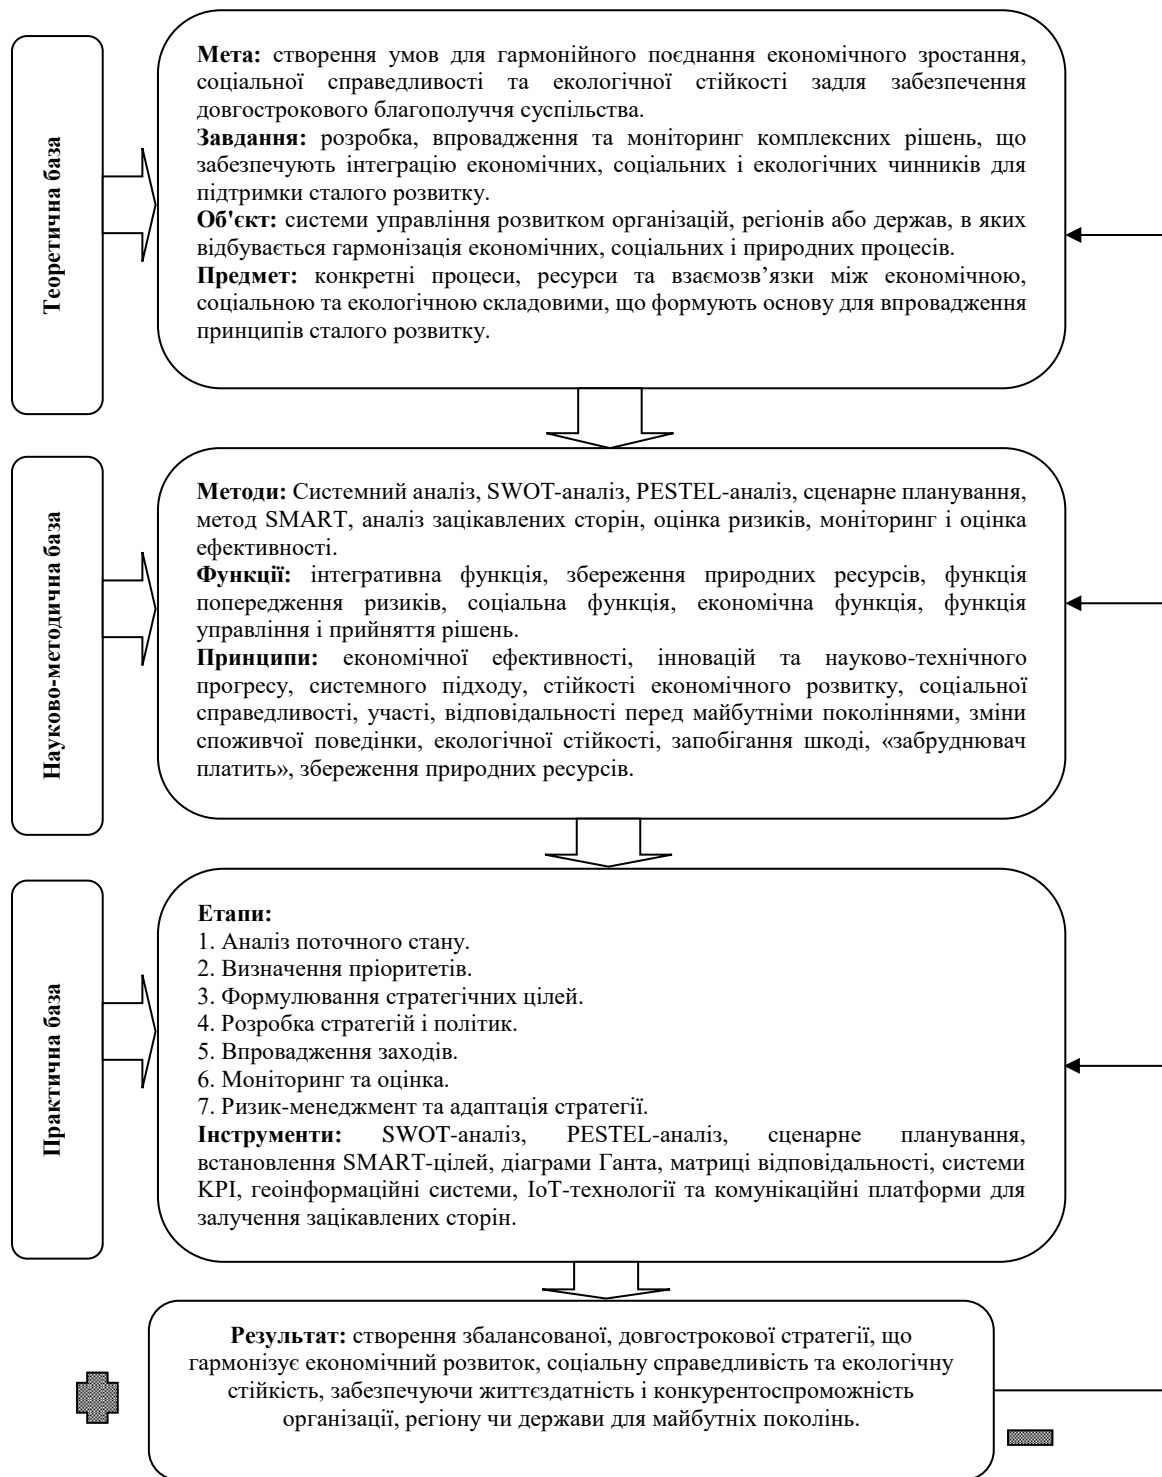 Теоретична база
Мета: створення умов для гармонійного поєднання економічного зростання,
соціальної справедливості та екологічної стійкості задля забезпечення
довгострокового благополуччя суспільства.
Завдання: розробка, впровадження та моніторинг комплексних рішень, що
забезпечують інтеграцію економічних, соціальних і екологічних чинників для
підтримки сталого розвитку.
Об'єкт: системи управління розвитком організацій, регіонів або держав, в яких
відбувається гармонізація економічних, соціальних і природних процесів.
Предмет: конкретні процеси, ресурси та взаємозв’язки між економічною,
соціальною та екологічною складовими, що формують основу для впровадження
принципів сталого розвитку.
Науково-методична база
Методи: Системний аналіз, SWOT-аналіз, PESTEL-аналіз, сценарне планування,
метод SMART, аналіз зацікавлених сторін, оцінка ризиків, моніторинг і оцінка
ефективності.
Функції: інтегративна функція, збереження природних ресурсів, функція
попередження ризиків, соціальна функція, економічна функція, функція
управління і прийняття рішень.
Принципи: економічної ефективності, інновацій та науково-технічного
прогресу, системного підходу, стійкості економічного розвитку, соціальної
справедливості, участі, відповідальності перед майбутніми поколіннями, зміни
споживчої поведінки, екологічної стійкості, запобігання шкоді, «забруднювач
платить», збереження природних ресурсів.
Практична база
Етапи:
1. Аналіз поточного стану.
2. Визначення пріоритетів.
3. Формулювання стратегічних цілей.
4. Розробка стратегій і політик.
5. Впровадження заходів.
6. Моніторинг та оцінка.
7. Ризик-менеджмент та адаптація стратегії.
Інструменти: SWOT-аналіз, PESTEL-аналіз, сценарне планування,
встановлення SMART-цілей, діаграми Ганта, матриці відповідальності, системи
KPI, геоінформаційні системи, IoT-технології та комунікаційні платформи для
залучення зацікавлених сторін.
Результат: створення збалансованої, довгострокової стратегії, що
гармонізує економічний розвиток, соціальну справедливість та екологічну
стійкість, забезпечуючи життєздатність і конкурентоспроможність
організації, регіону чи держави для майбутніх поколінь.